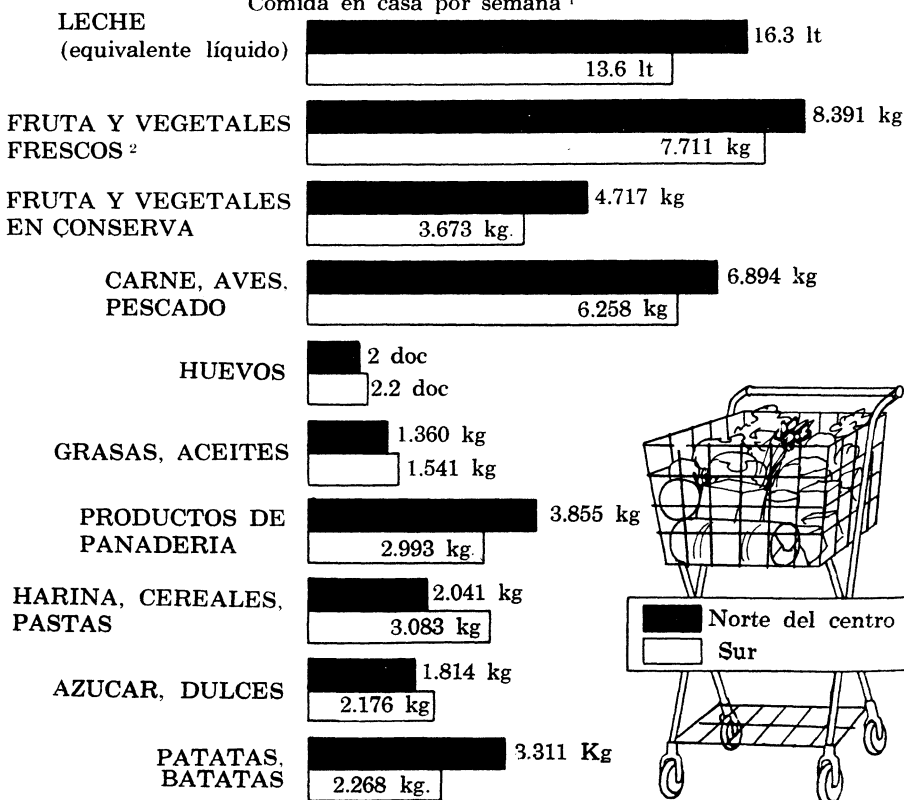 Comida en casa por semana 1
LECHE
(equivalente líquido)
16.3 lt
13.6 lt
FRUTA Y VEGETALES
FRESCOS 2
8.391 kg
7.711 kg
FRUTA Y VEGETALES
EN CONSERVA
4.717 kg
3.673 kg.
CARNE, AVES.
PESCADO
6.894 kg
6.258 kg
HUEVOS
2 doc
2.2 doc
GRASAS, ACEITES
1.360 kg
1.541 kg
PRODUCTOS DE
PANADERIA
3.855 kg
2.993 kg.
HARINA, CEREALES,
PASTAS
2.041 kg
3.083 kg
AZUCAR, DULCES
1.814 kg
2.176 kg
PATATAS,
BATATAS
3.311 Kg
2.268 kg.
Norte del centro
Sur